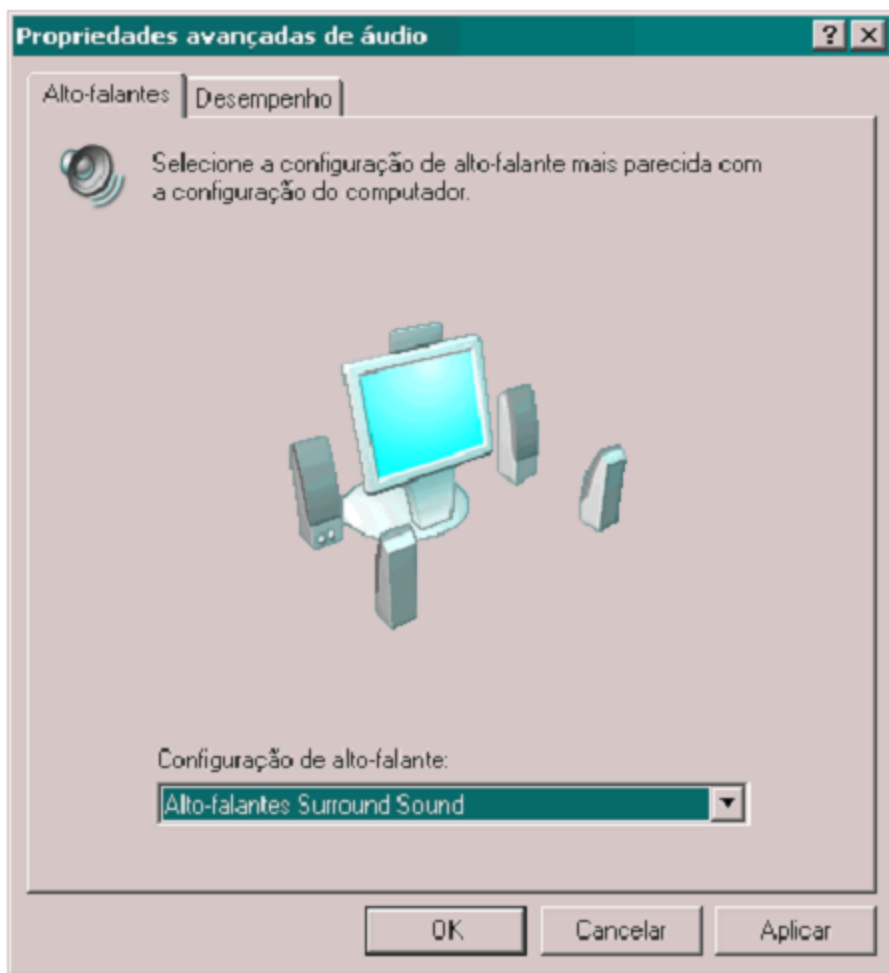 Propriedades avançadas de áudio
Alto-falantes
Desempenho
Selecione a configuração de alto-falante mais parecida com
a configuração do computador.
Configuração de alto-falante:
Alto-falantes Surround Sound
OK
Cancelar
Aplicar